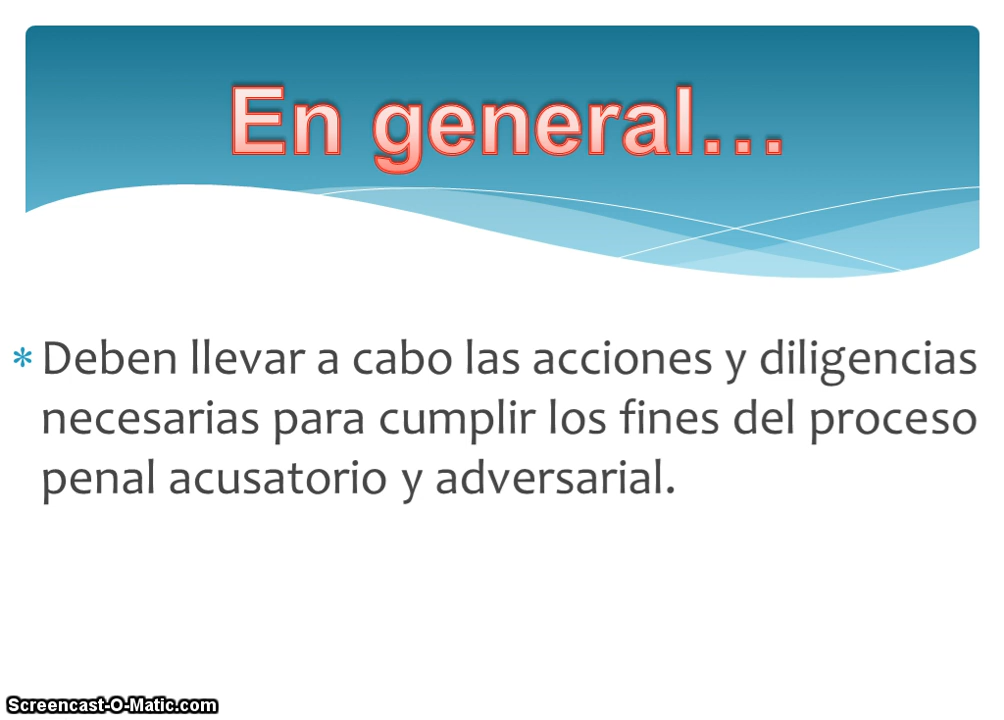 En general...
* Deben llevar a cabo las acciones y diligencias
necesarias para cumplir los fines del proceso
penal acusatorio y adversarial.
Screencast-O-Matic.com